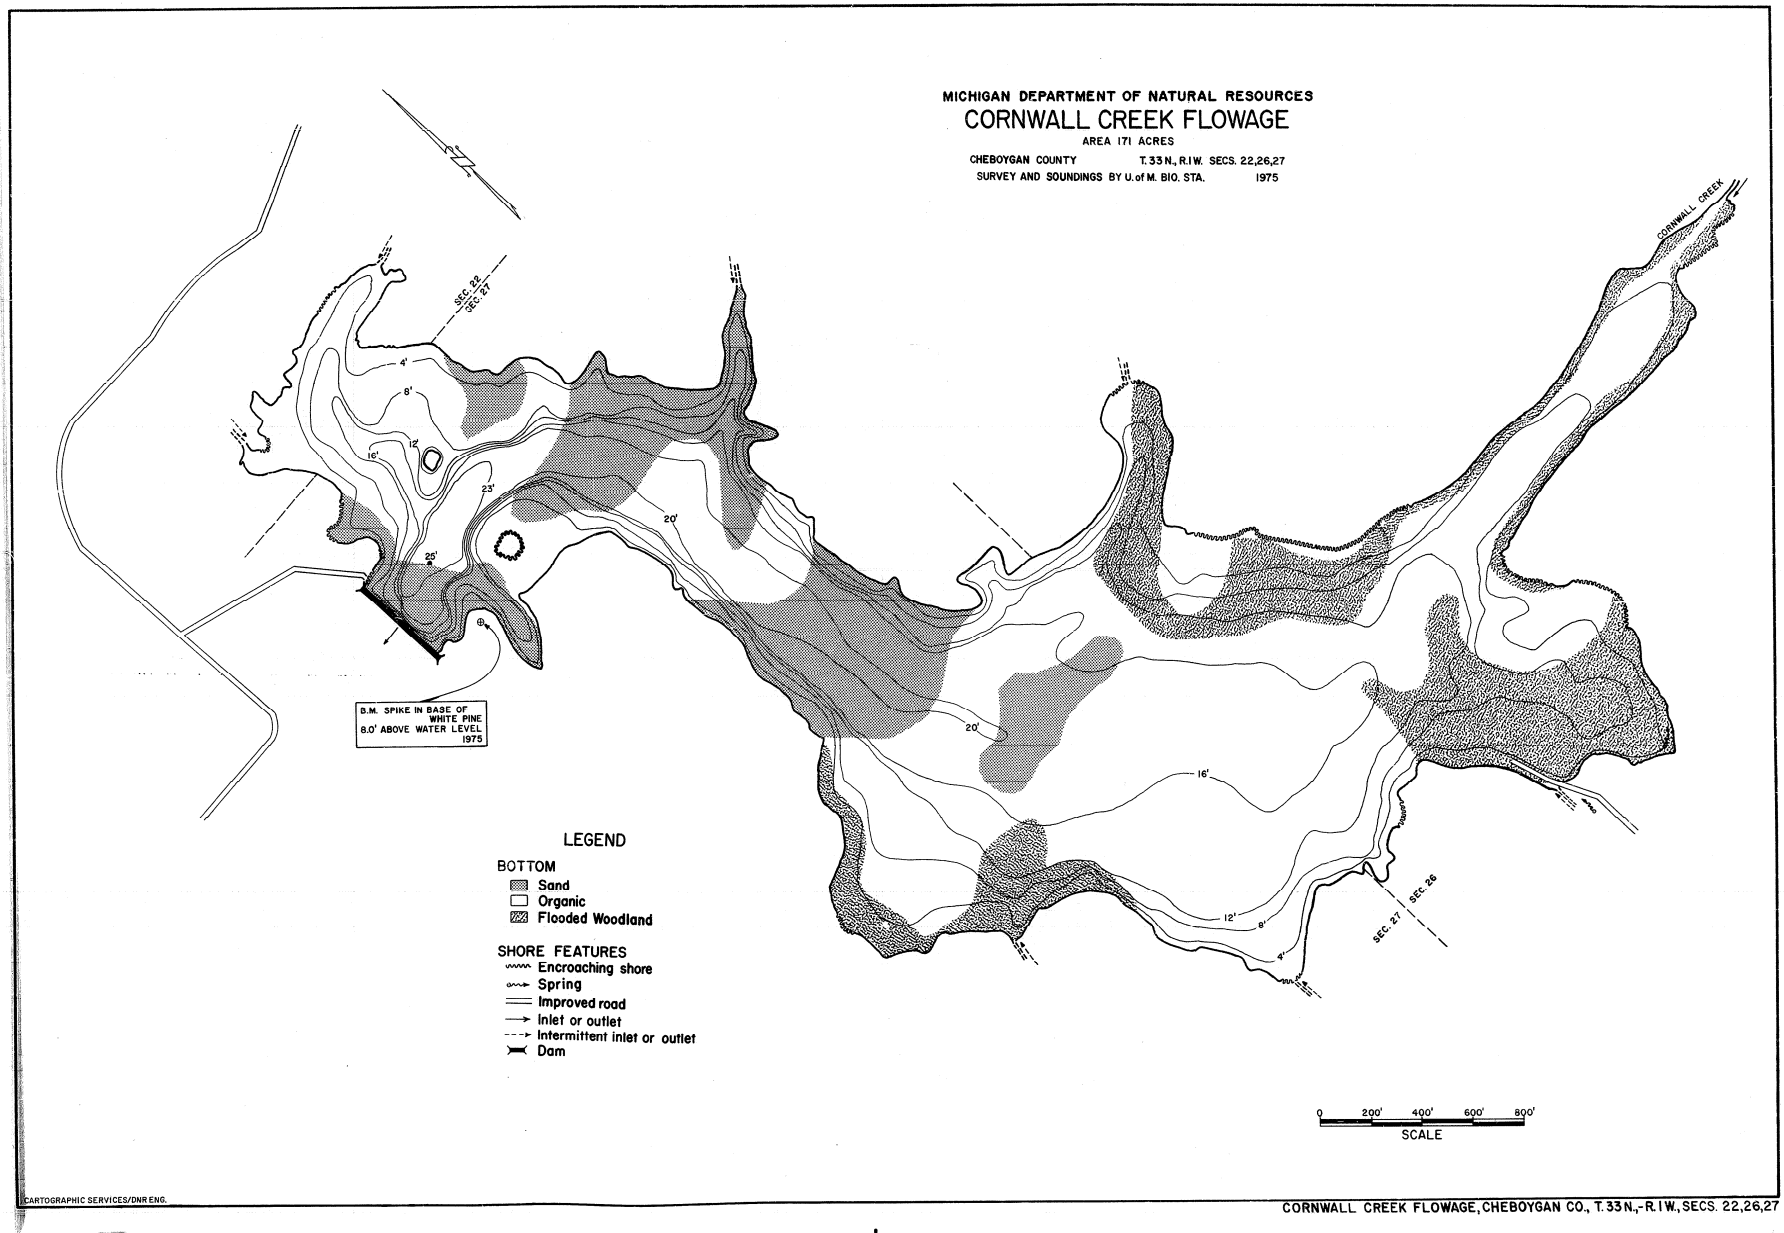 MICHIGAN DEPARTMENT OF NATURAL RESOURCES
CORNWALL CREEK FLOWAGE
AREA 171 ACRES
CHEBOYGAN COUNTY T. 33 N., R. I W. SECS. 22,26,27
SURVEY AND SOUNDINGS BY U. of M. BIO. STA. 1975
CORNWALL CREEK
N
SEC. 22
SEC. 27
4'
8'
12'
16'
23'
20'
25'
20'
16'
12'
8'
4'
SEC. 26
SEC. 27
B.M. SPIKE IN BASE OF
WHITE PINE
8.0' ABOVE WATER LEVEL
1975
LEGEND
BOTTOM
Sand
Organic
Flooded Woodland
SHORE FEATURES
Encroaching shore
Spring
Improved road
Inlet or outlet
Intermittent inlet or outlet
Dam
0 200' 400' 600' 800'
SCALE
CARTOGRAPHIC SERVICES/DNR ENG.
CORNWALL CREEK FLOWAGE, CHEBOYGAN CO., T. 33 N.,-R. I W., SECS. 22,26,27